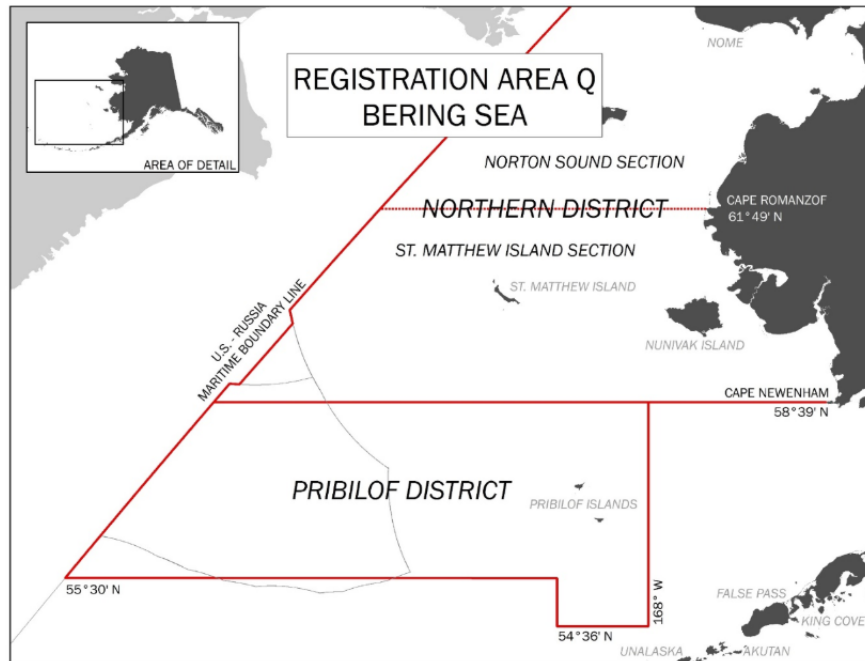 NOME
REGISTRATION AREA Q
BERING SEA
AREA OF DETAIL
NORTON SOUND SECTION
CAPE ROMANZOF
61°49' N
NORTHERN DISTRICT
ST. MATTHEW ISLAND SECTION
ST. MATTHEW ISLAND
U.S. - RUSSIA
MARITIME BOUNDARY LINE
NUNIVAK ISLAND
CAPE NEWENHAM
58°39' N
PRIBILOF DISTRICT
PRIBILOF ISLANDS
55°30' N
168° W
54°36' N
FALSE PASS
KING COVE
UNALASKA
AKUTAN